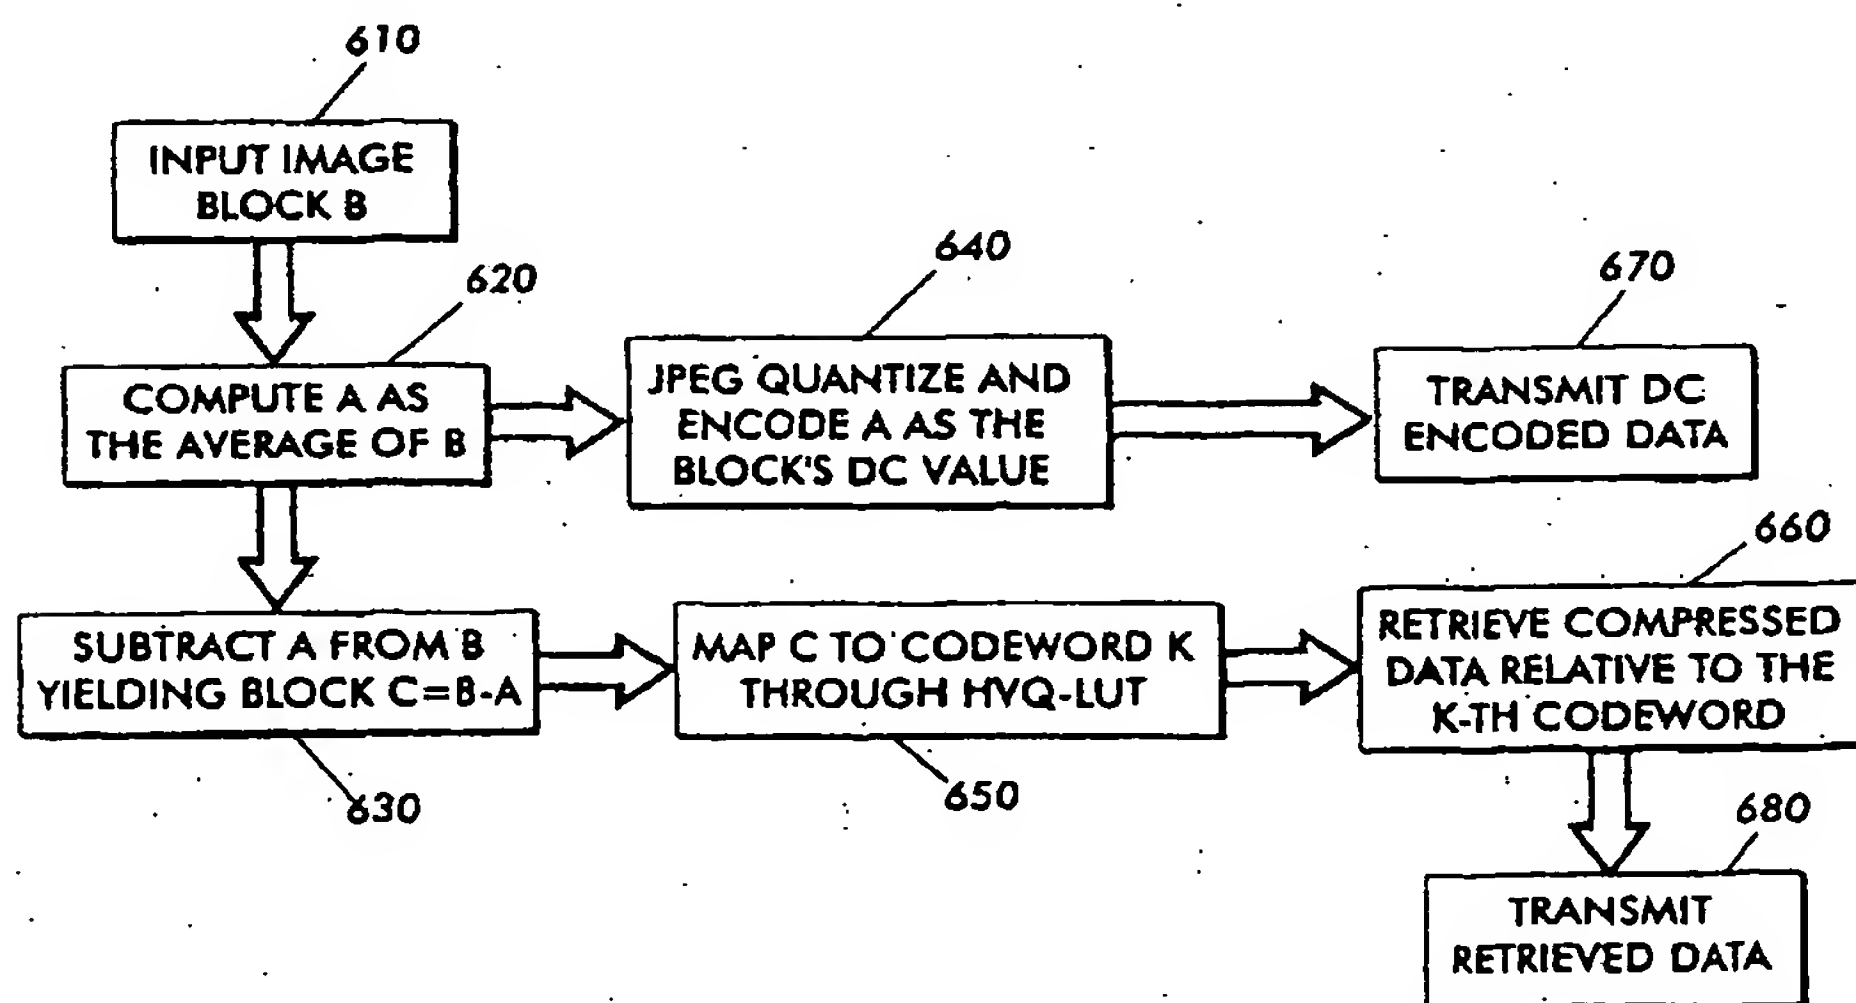 610
INPUT IMAGE
BLOCK B
620
COMPUTE A AS
THE AVERAGE OF B
640
JPEG QUANTIZE AND
ENCODE A AS THE
BLOCK'S DC VALUE
670
TRANSMIT DC
ENCODED DATA
SUBTRACT A FROM B
YIELDING BLOCK C=B-A
630
MAP C TO CODEWORD K
THROUGH HVQ-LUT
650
660
RETRIEVE COMPRESSED
DATA RELATIVE TO THE
K-TH CODEWORD
680
TRANSMIT
RETRIEVED DATA